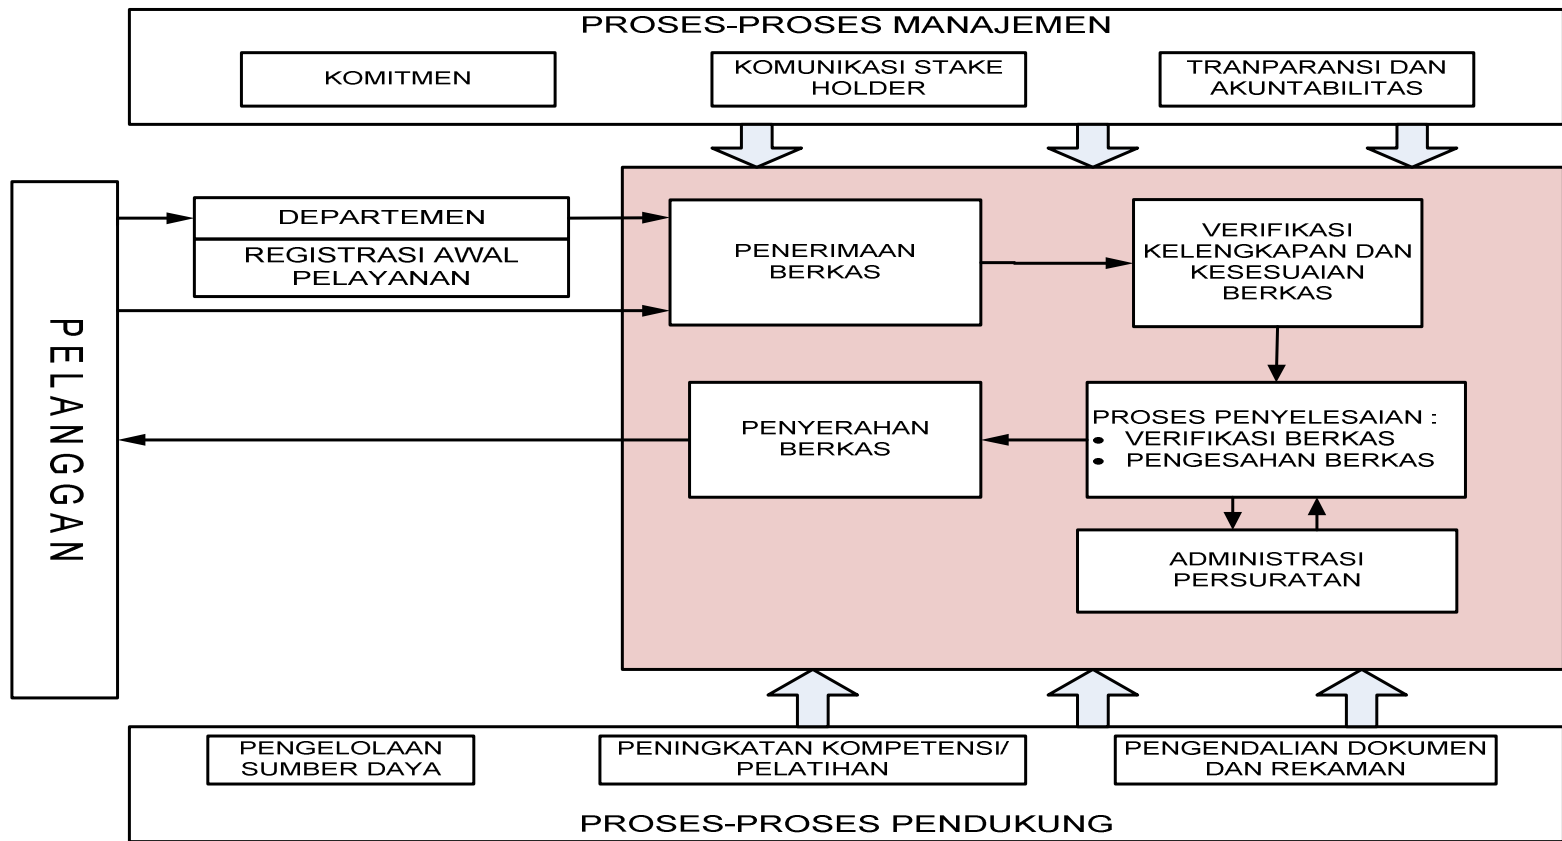 PROSES-PROSES MANAJEMEN
KOMITMEN
KOMUNIKASI STAKE
HOLDER
TRANPARANSI DAN
AKUNTABILITAS
PELANGGAN
DEPARTEMEN
REGISTRASI AWAL
PELAYANAN
PENERIMAAN
BERKAS
VERIFIKASI
KELENGKAPAN DAN
KESESUAIAN
BERKAS
PENYERAHAN
BERKAS
PROSES PENYELESAIAN :
• VERIFIKASI BERKAS
• PENGESAHAN BERKAS
ADMINISTRASI
PERSURATAN
PENGELOLAAN
SUMBER DAYA
PENINGKATAN KOMPETENSI/
PELATIHAN
PENGENDALIAN DOKUMEN
DAN REKAMAN
PROSES-PROSES PENDUKUNG